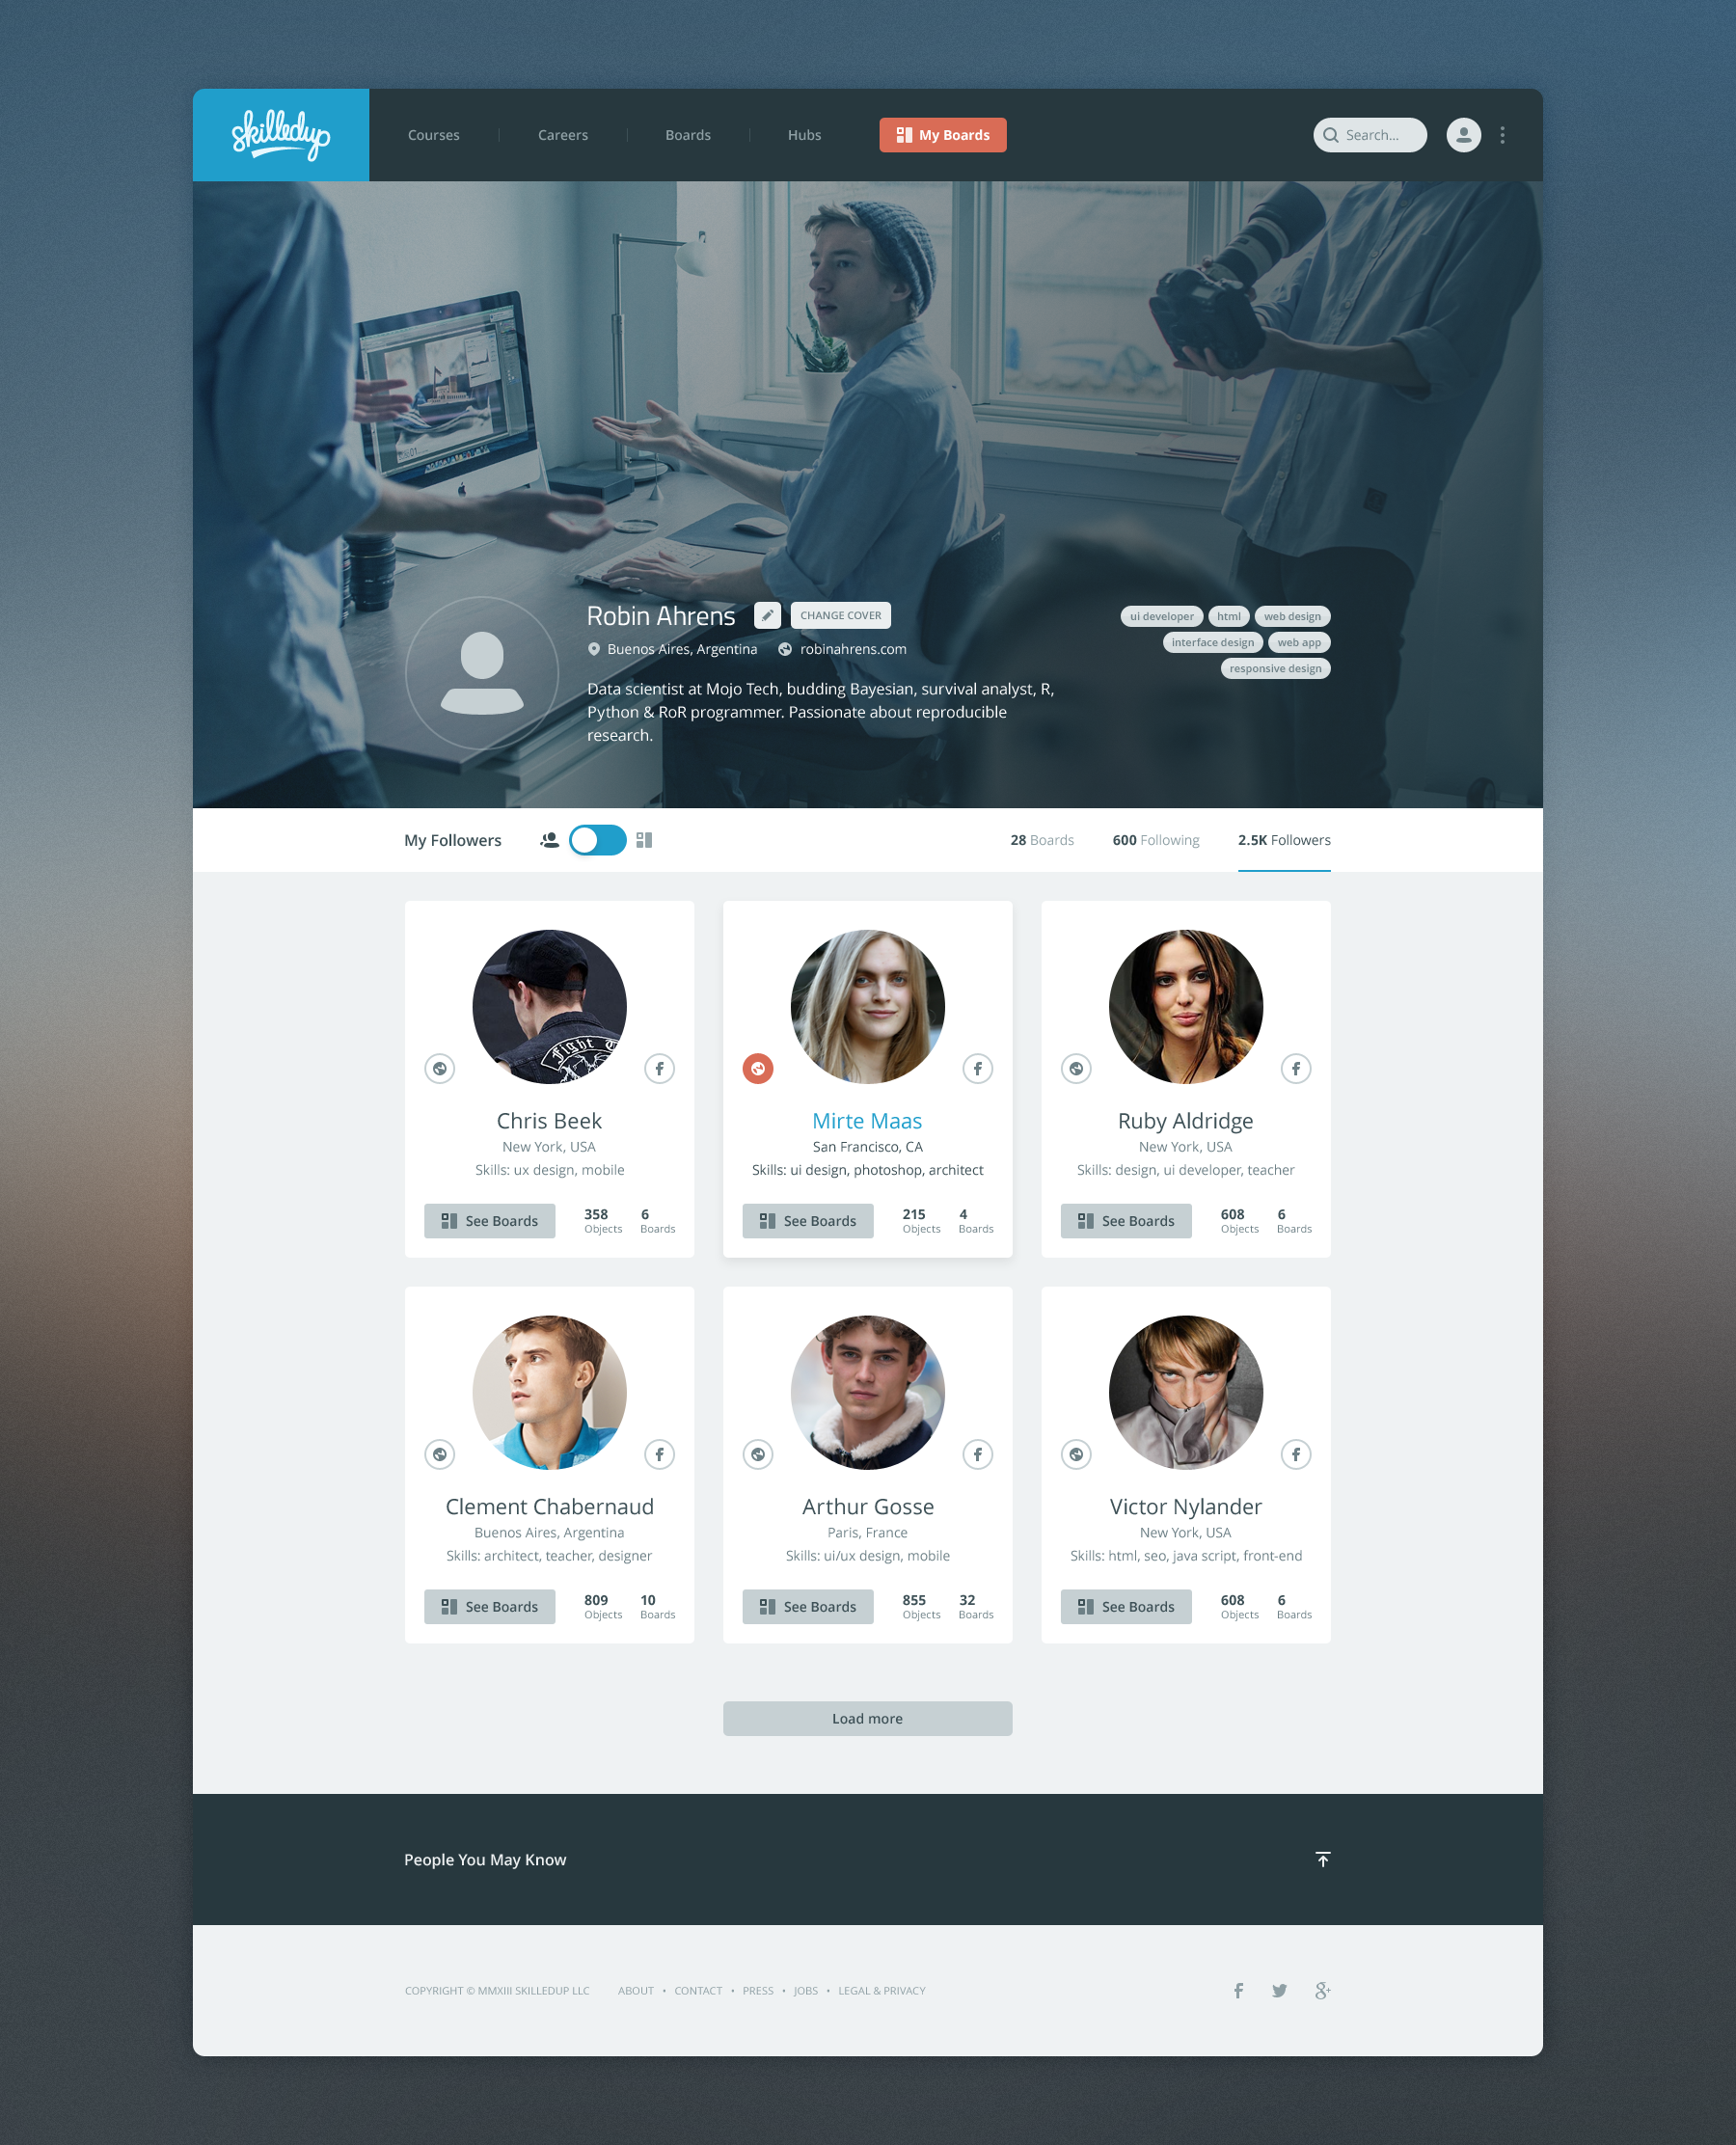 skilledup
Courses
Careers
Boards
Hubs
My Boards
Search...
Robin Ahrens
CHANGE COVER
Buenos Aires, Argentina
robinahrens.com
Data scientist at Mojo Tech, budding Bayesian, survival analyst, R,
Python & RoR programmer. Passionate about reproducible
research.
ui developer
html
web design
interface design
web app
responsive design
My Followers
28 Boards
600 Following
2.5K Followers
Fight
Chris Beek
New York, USA
Skills: ux design, mobile
See Boards
358 Objects
6 Boards
Mirte Maas
San Francisco, CA
Skills: ui design, photoshop, architect
See Boards
215 Objects
4 Boards
Ruby Aldridge
New York, USA
Skills: design, ui developer, teacher
See Boards
608 Objects
6 Boards
Clement Chabernaud
Buenos Aires, Argentina
Skills: architect, teacher, designer
See Boards
809 Objects
10 Boards
Arthur Gosse
Paris, France
Skills: ui/ux design, mobile
See Boards
855 Objects
32 Boards
Victor Nylander
New York, USA
Skills: html, seo, java script, front-end
See Boards
608 Objects
6 Boards
Load more
People You May Know
COPYRIGHT © MMXIII SKILLEDUP LLC
ABOUT • CONTACT • PRESS • JOBS • LEGAL & PRIVACY